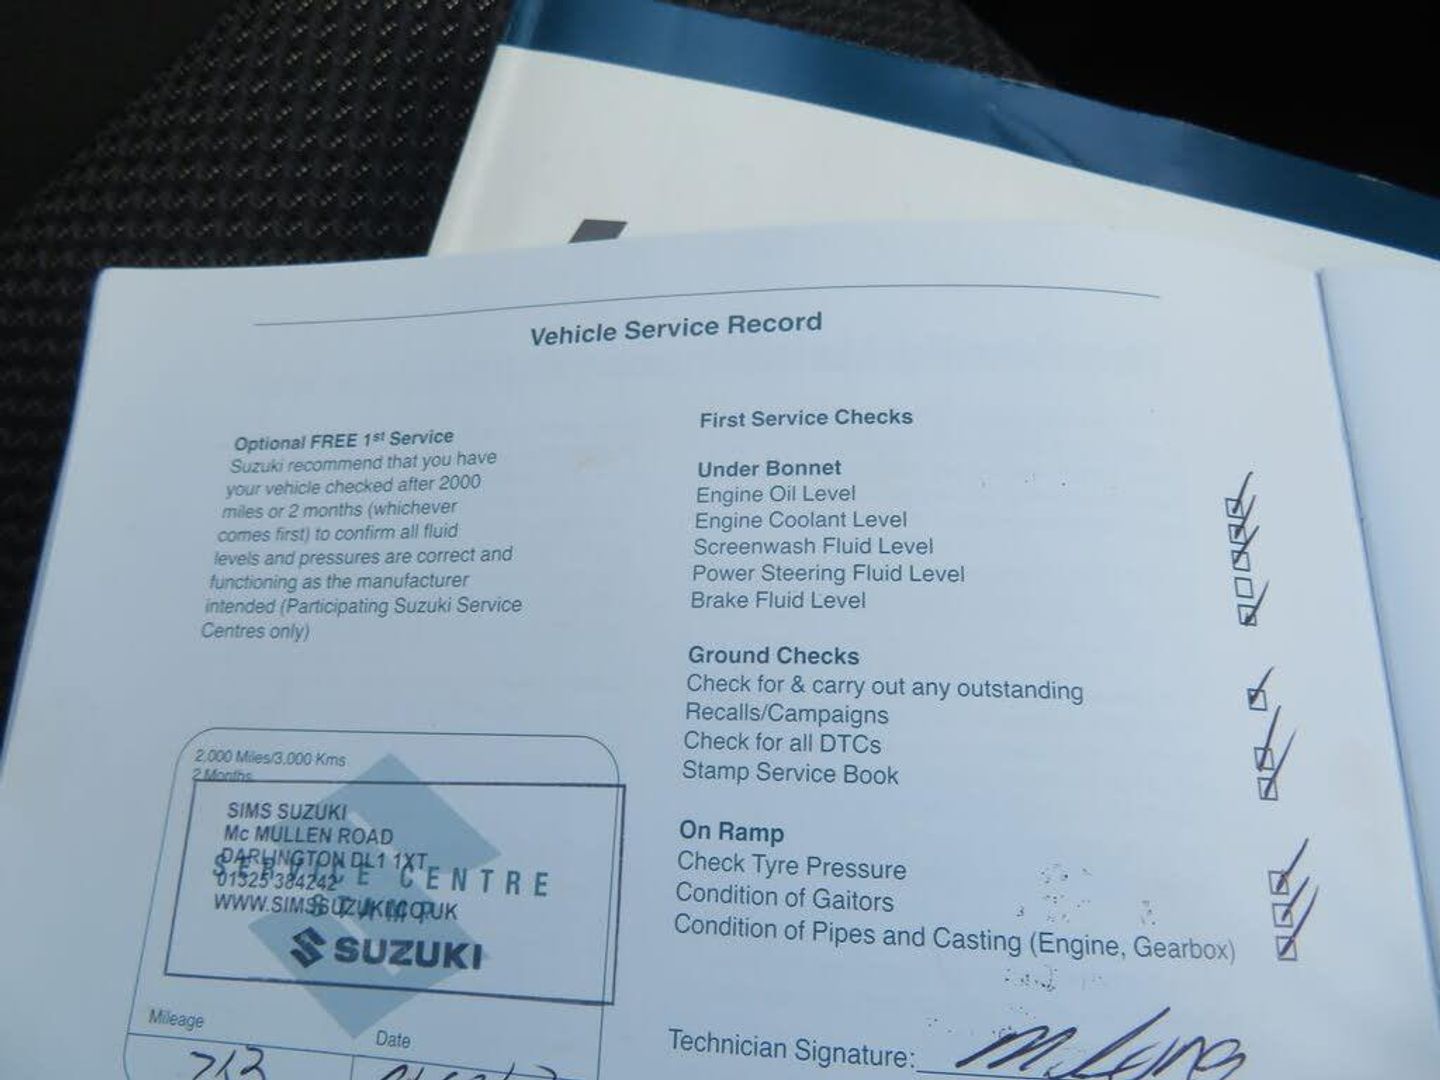 Vehicle Service Record
Optional FREE 1st Service
Suzuki recommend that you have
your vehicle checked after 2000
miles or 2 months (whichever
comes first) to confirm all fluid
levels and pressures are correct and
functioning as the manufacturer
intended (Participating Suzuki Service
Centres only)
2,000 Miles/3,000 Kms
2 Months
SIMS SUZUKI
Mc MULLEN ROAD
DARLINGTON DL1 1XT
SERVICE CENTRE
01325 384242
STAMP
WWW.SIMSSUZUKI.CO.UK
SUZUKI
Mileage
Date
713
First Service Checks
Under Bonnet
Engine Oil Level
Engine Coolant Level
Screenwash Fluid Level
Power Steering Fluid Level
Brake Fluid Level
Ground Checks
Check for & carry out any outstanding
Recalls/Campaigns
Check for all DTCs
Stamp Service Book
On Ramp
Check Tyre Pressure
Condition of Gaitors
Condition of Pipes and Casting (Engine, Gearbox)
Technician Signature: